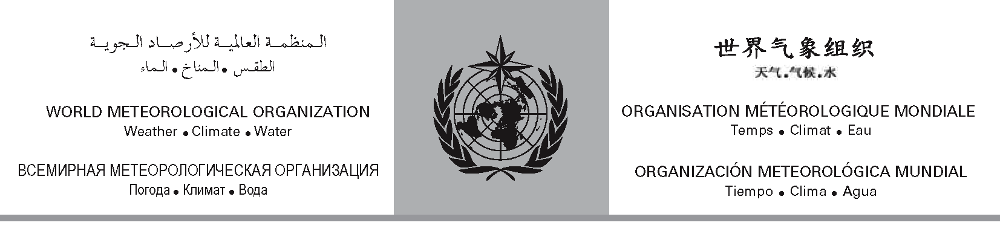 المنظمة العالمية للأرصاد الجوية
الطقس • المناخ • الماء
WORLD METEOROLOGICAL ORGANIZATION
Weather • Climate • Water
ВСЕМИРНАЯ МЕТЕОРОЛОГИЧЕСКАЯ ОРГАНИЗАЦИЯ
Погода • Климат • Вода
世界气象组织
天气.气候.水
ORGANISATION MÉTÉOROLOGIQUE MONDIALE
Temps • Climat • Eau
ORGANIZACIÓN METEOROLÓGICA MUNDIAL
Tiempo • Clima • Agua